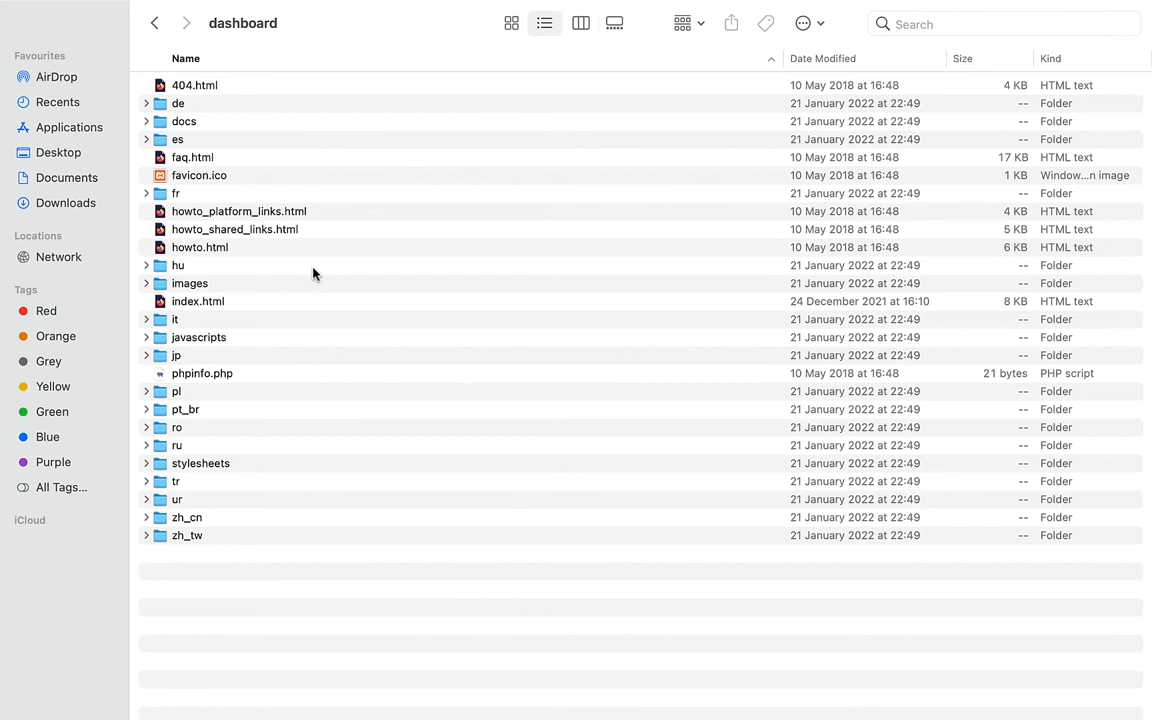 dashboard
Search
Favourites
AirDrop
Recents
Applications
Desktop
Documents
Downloads
Locations
Network
Tags
Red
Orange
Grey
Yellow
Green
Blue
Purple
All Tags...
iCloud
Name Date Modified Size Kind
404.html 10 May 2018 at 16:48 4 KB HTML text
de 21 January 2022 at 22:49 -- Folder
docs 21 January 2022 at 22:49 -- Folder
es 21 January 2022 at 22:49 -- Folder
faq.html 10 May 2018 at 16:48 17 KB HTML text
favicon.ico 10 May 2018 at 16:48 1 KB Window...n image
fr 21 January 2022 at 22:49 -- Folder
howto_platform_links.html 10 May 2018 at 16:48 4 KB HTML text
howto_shared_links.html 10 May 2018 at 16:48 5 KB HTML text
howto.html 10 May 2018 at 16:48 6 KB HTML text
hu 21 January 2022 at 22:49 -- Folder
images 21 January 2022 at 22:49 -- Folder
index.html 24 December 2021 at 16:10 8 KB HTML text
it 21 January 2022 at 22:49 -- Folder
javascripts 21 January 2022 at 22:49 -- Folder
jp 21 January 2022 at 22:49 -- Folder
phpinfo.php 10 May 2018 at 16:48 21 bytes PHP script
pl 21 January 2022 at 22:49 -- Folder
pt_br 21 January 2022 at 22:49 -- Folder
ro 21 January 2022 at 22:49 -- Folder
ru 21 January 2022 at 22:49 -- Folder
stylesheets 21 January 2022 at 22:49 -- Folder
tr 21 January 2022 at 22:49 -- Folder
ur 21 January 2022 at 22:49 -- Folder
zh_cn 21 January 2022 at 22:49 -- Folder
zh_tw 21 January 2022 at 22:49 -- Folder